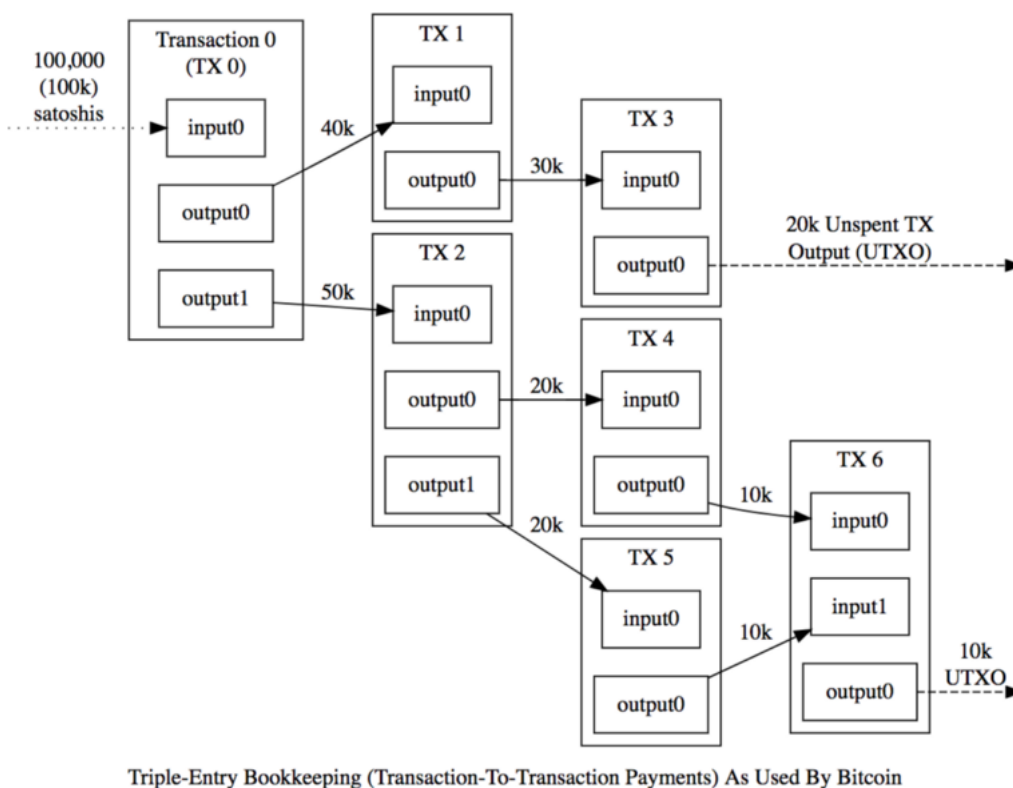 100,000
(100k)
satoshis
Transaction 0
(TX 0)
input0
output0
output1
40k
50k
TX 1
input0
output0
30k
TX 2
input0
output0
output1
20k
20k
TX 3
input0
output0
20k Unspent TX
Output (UTXO)
TX 4
input0
output0
10k
TX 5
input0
output0
10k
TX 6
input0
input1
output0
10k
UTXO
Triple-Entry Bookkeeping (Transaction-To-Transaction Payments) As Used By Bitcoin